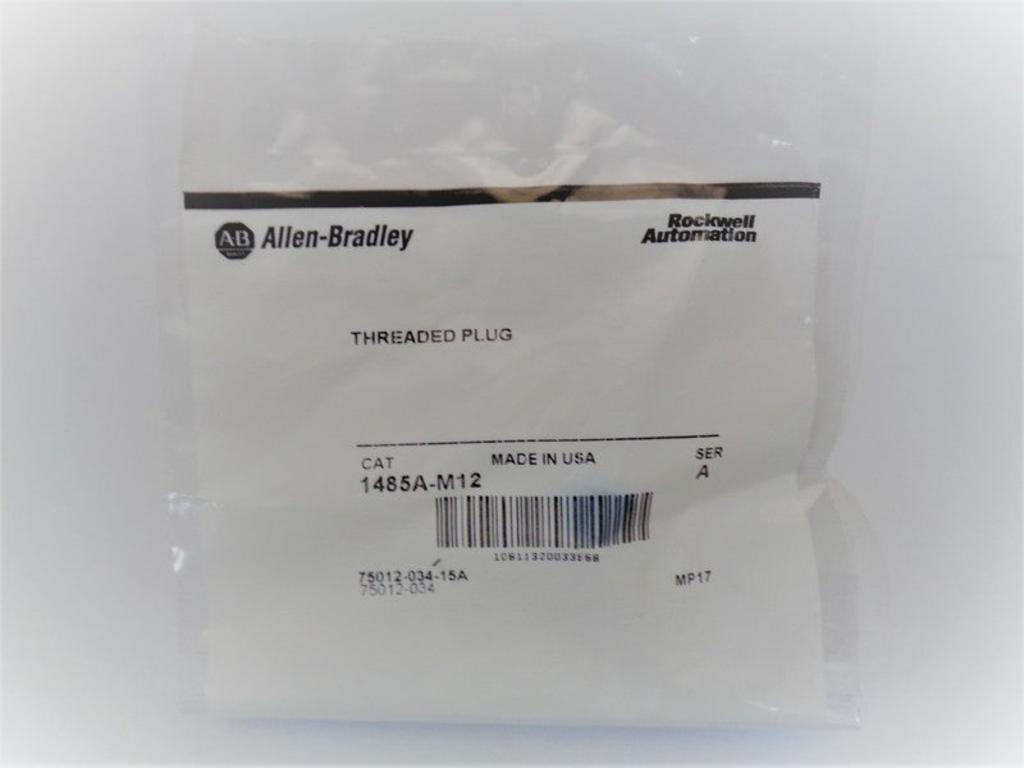 AB Allen-Bradley
Rockwell
Automation
THREADED PLUG
CAT MADE IN USA SER
1485A-M12 A
75012-034-15A MP17
75012-034